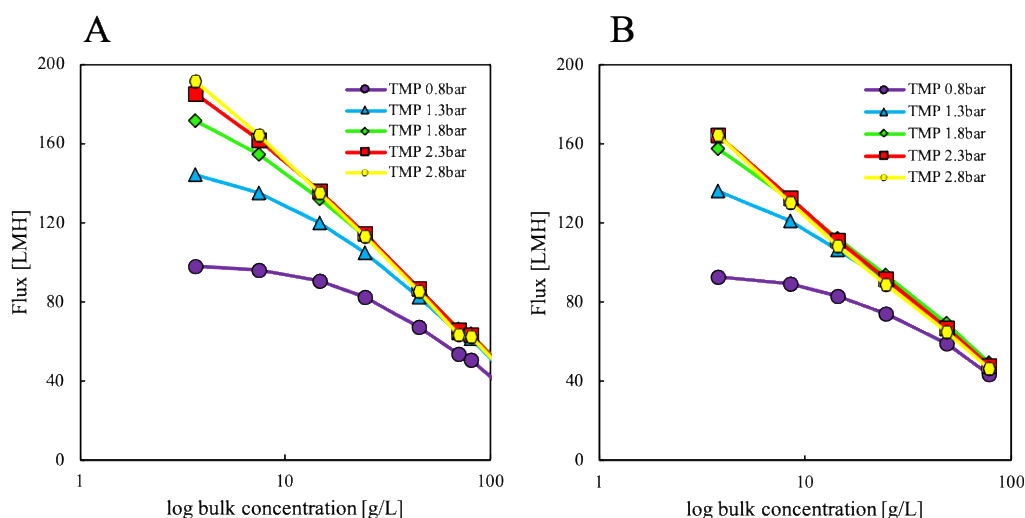 A
200
160
120
80
40
0
Flux [LMH]
TMP 0.8bar
TMP 1.3bar
TMP 1.8bar
TMP 2.3bar
TMP 2.8bar
1
10
100
log bulk concentration [g/L]
B
200
160
120
80
40
0
Flux [LMH]
TMP 0.8bar
TMP 1.3bar
TMP 1.8bar
TMP 2.3bar
TMP 2.8bar
1
10
100
log bulk concentration [g/L]